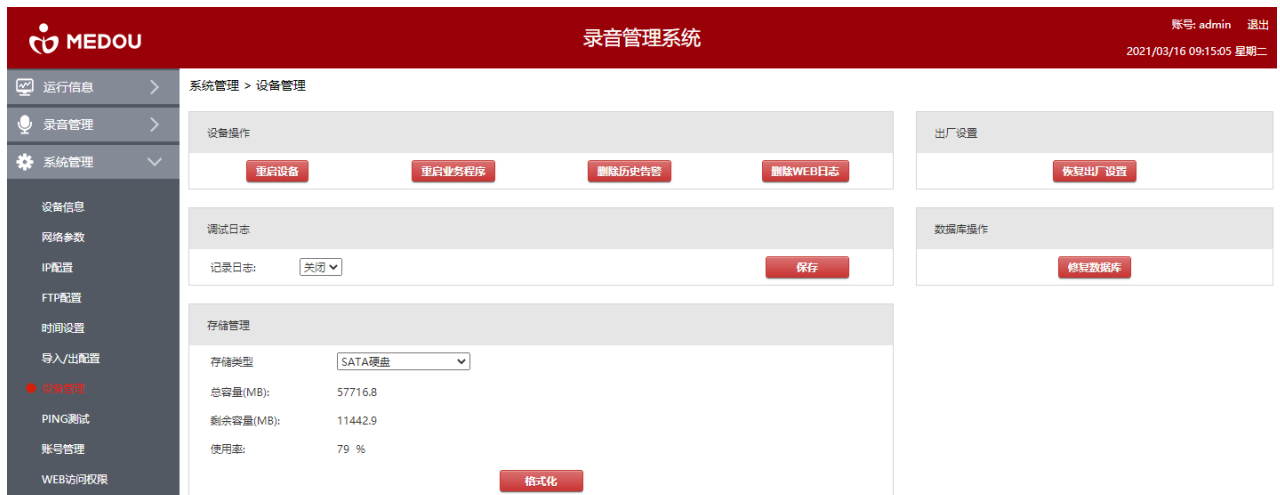 MEDOU
录音管理系统
账号: admin 退出
2021/03/16 09:15:05 星期二
运行信息
录音管理
系统管理
设备信息
网络参数
IP配置
FTP配置
时间设置
导入/出配置
设备管理
PING测试
账号管理
WEB访问权限
系统管理 > 设备管理
设备操作
重启设备 重启业务程序 删除历史告警 删除WEB日志
出厂设置
恢复出厂设置
调试日志
记录日志: 关闭 保存
数据库操作
修复数据库
存储管理
存储类型 SATA硬盘
总容量(MB): 57716.8
剩余容量(MB): 11442.9
使用率: 79 %
格式化